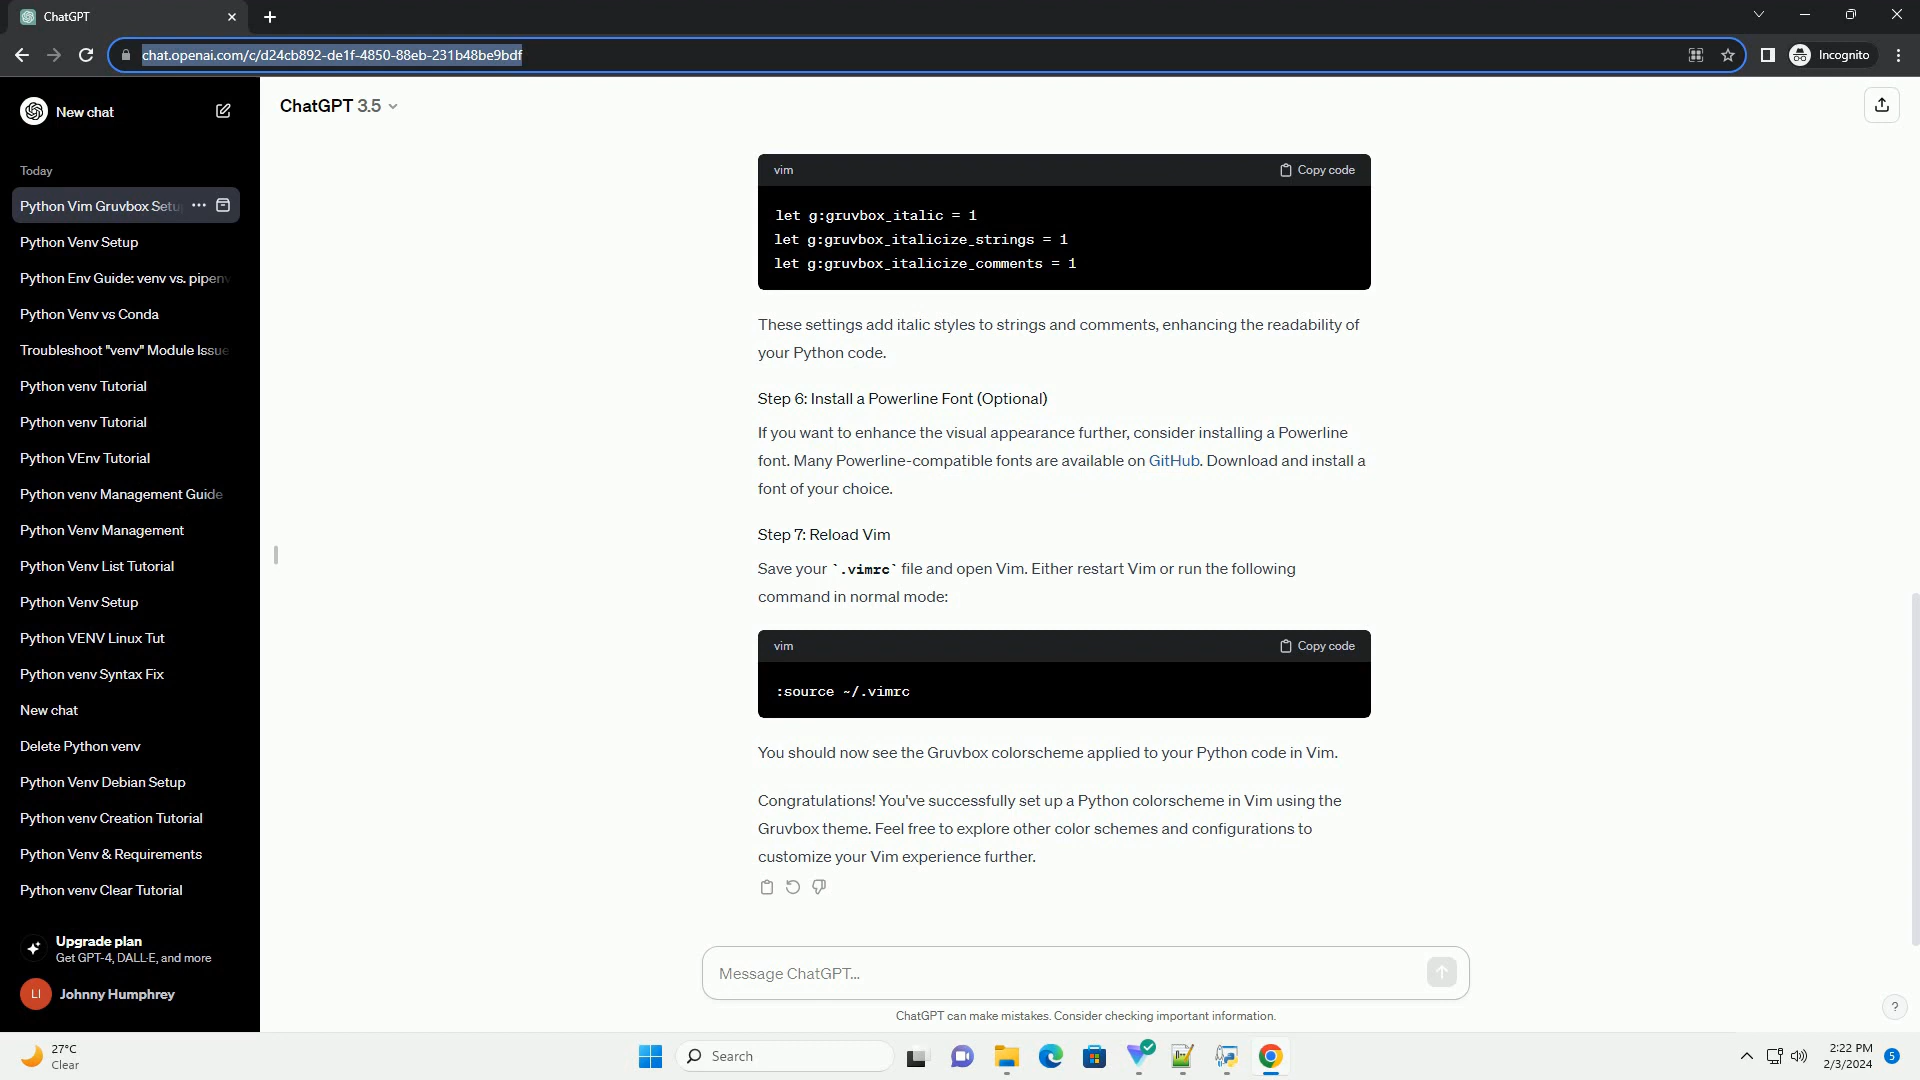 ChatGPT
chat.openai.com/c/d24cb892-de1f-4850-88eb-231b48be9bdf
Incognito
New chat
Today
Python Vim Gruvbox Setu
Python Venv Setup
Python Env Guide: venv vs. pipenv
Python Venv vs Conda
Troubleshoot "venv" Module Issue
Python venv Tutorial
Python venv Tutorial
Python VEnv Tutorial
Python venv Management Guide
Python Venv Management
Python Venv List Tutorial
Python Venv Setup
Python VENV Linux Tut
Python venv Syntax Fix
New chat
Delete Python venv
Python Venv Debian Setup
Python venv Creation Tutorial
Python Venv & Requirements
Python venv Clear Tutorial
Upgrade plan
Get GPT-4, DALL·E, and more
LI
Johnny Humphrey
ChatGPT 3.5
vim
Copy code
let g:gruvbox_italic = 1
let g:gruvbox_italicize_strings = 1
let g:gruvbox_italicize_comments = 1
These settings add italic styles to strings and comments, enhancing the readability of
your Python code.
Step 6: Install a Powerline Font (Optional)
If you want to enhance the visual appearance further, consider installing a Powerline
font. Many Powerline-compatible fonts are available on GitHub. Download and install a
font of your choice.
Step 7: Reload Vim
Save your `.vimrc` file and open Vim. Either restart Vim or run the following
command in normal mode:
vim
Copy code
:source ~/.vimrc
You should now see the Gruvbox colorscheme applied to your Python code in Vim.
Congratulations! You've successfully set up a Python colorscheme in Vim using the
Gruvbox theme. Feel free to explore other color schemes and configurations to
customize your Vim experience further.
Message ChatGPT...
ChatGPT can make mistakes. Consider checking important information.
?
27°C
Clear
Search
2:22 PM
2/3/2024
5